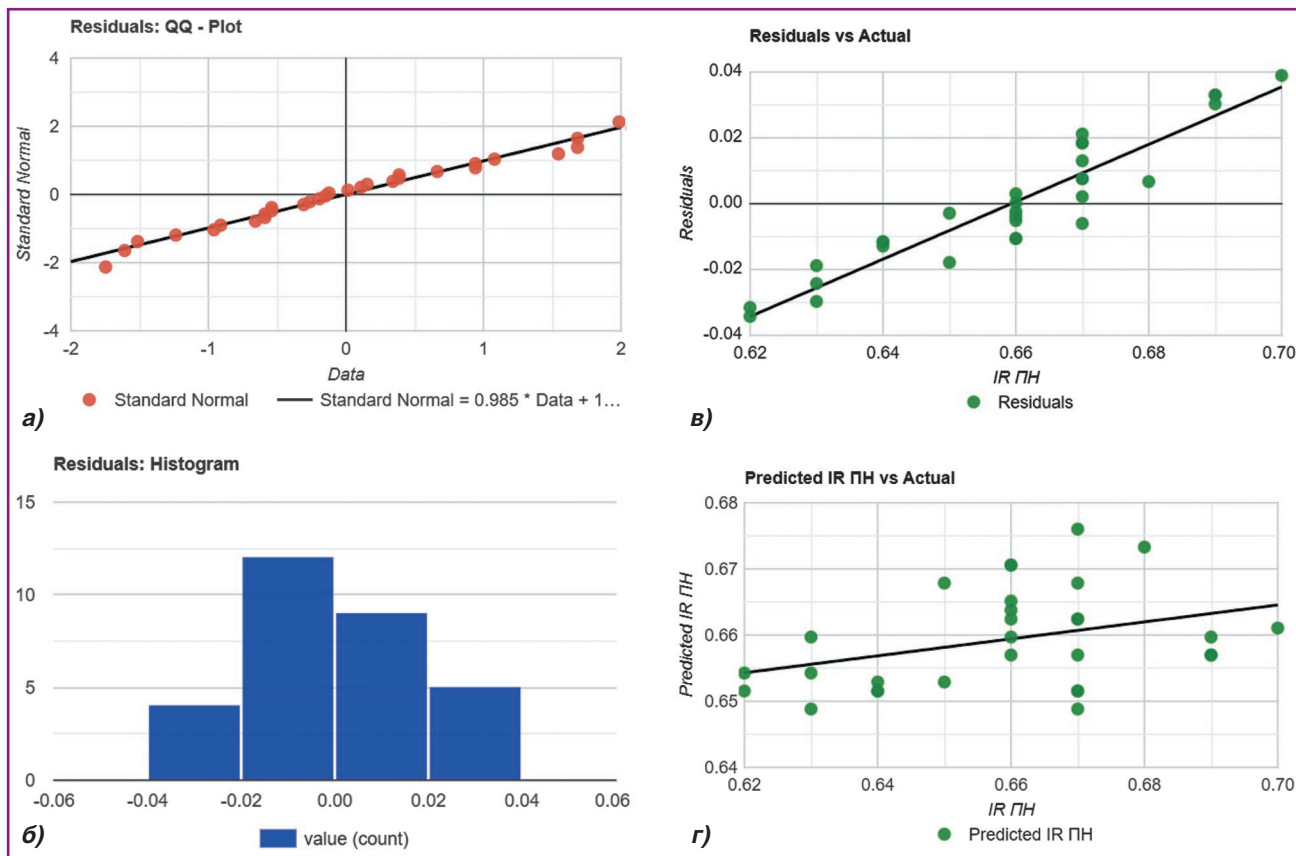 Residuals: QQ - Plot
Standard Normal
4
2
0
-2
-4
-2
-1
0
1
2
Data
Standard Normal
Standard Normal = 0.985 * Data + 1…
а)
Residuals vs Actual
Residuals
0.04
0.02
0.00
-0.02
-0.04
0.62
0.64
0.66
0.68
0.70
IR ПН
Residuals
в)
Residuals: Histogram
15
10
5
0
-0.06
-0.04
-0.02
0.00
0.02
0.04
0.06
value (count)
б)
Predicted IR ПН vs Actual
Predicted IR ПН
0.68
0.67
0.66
0.65
0.64
0.62
0.64
0.66
0.68
0.70
IR ПН
Predicted IR ПН
г)